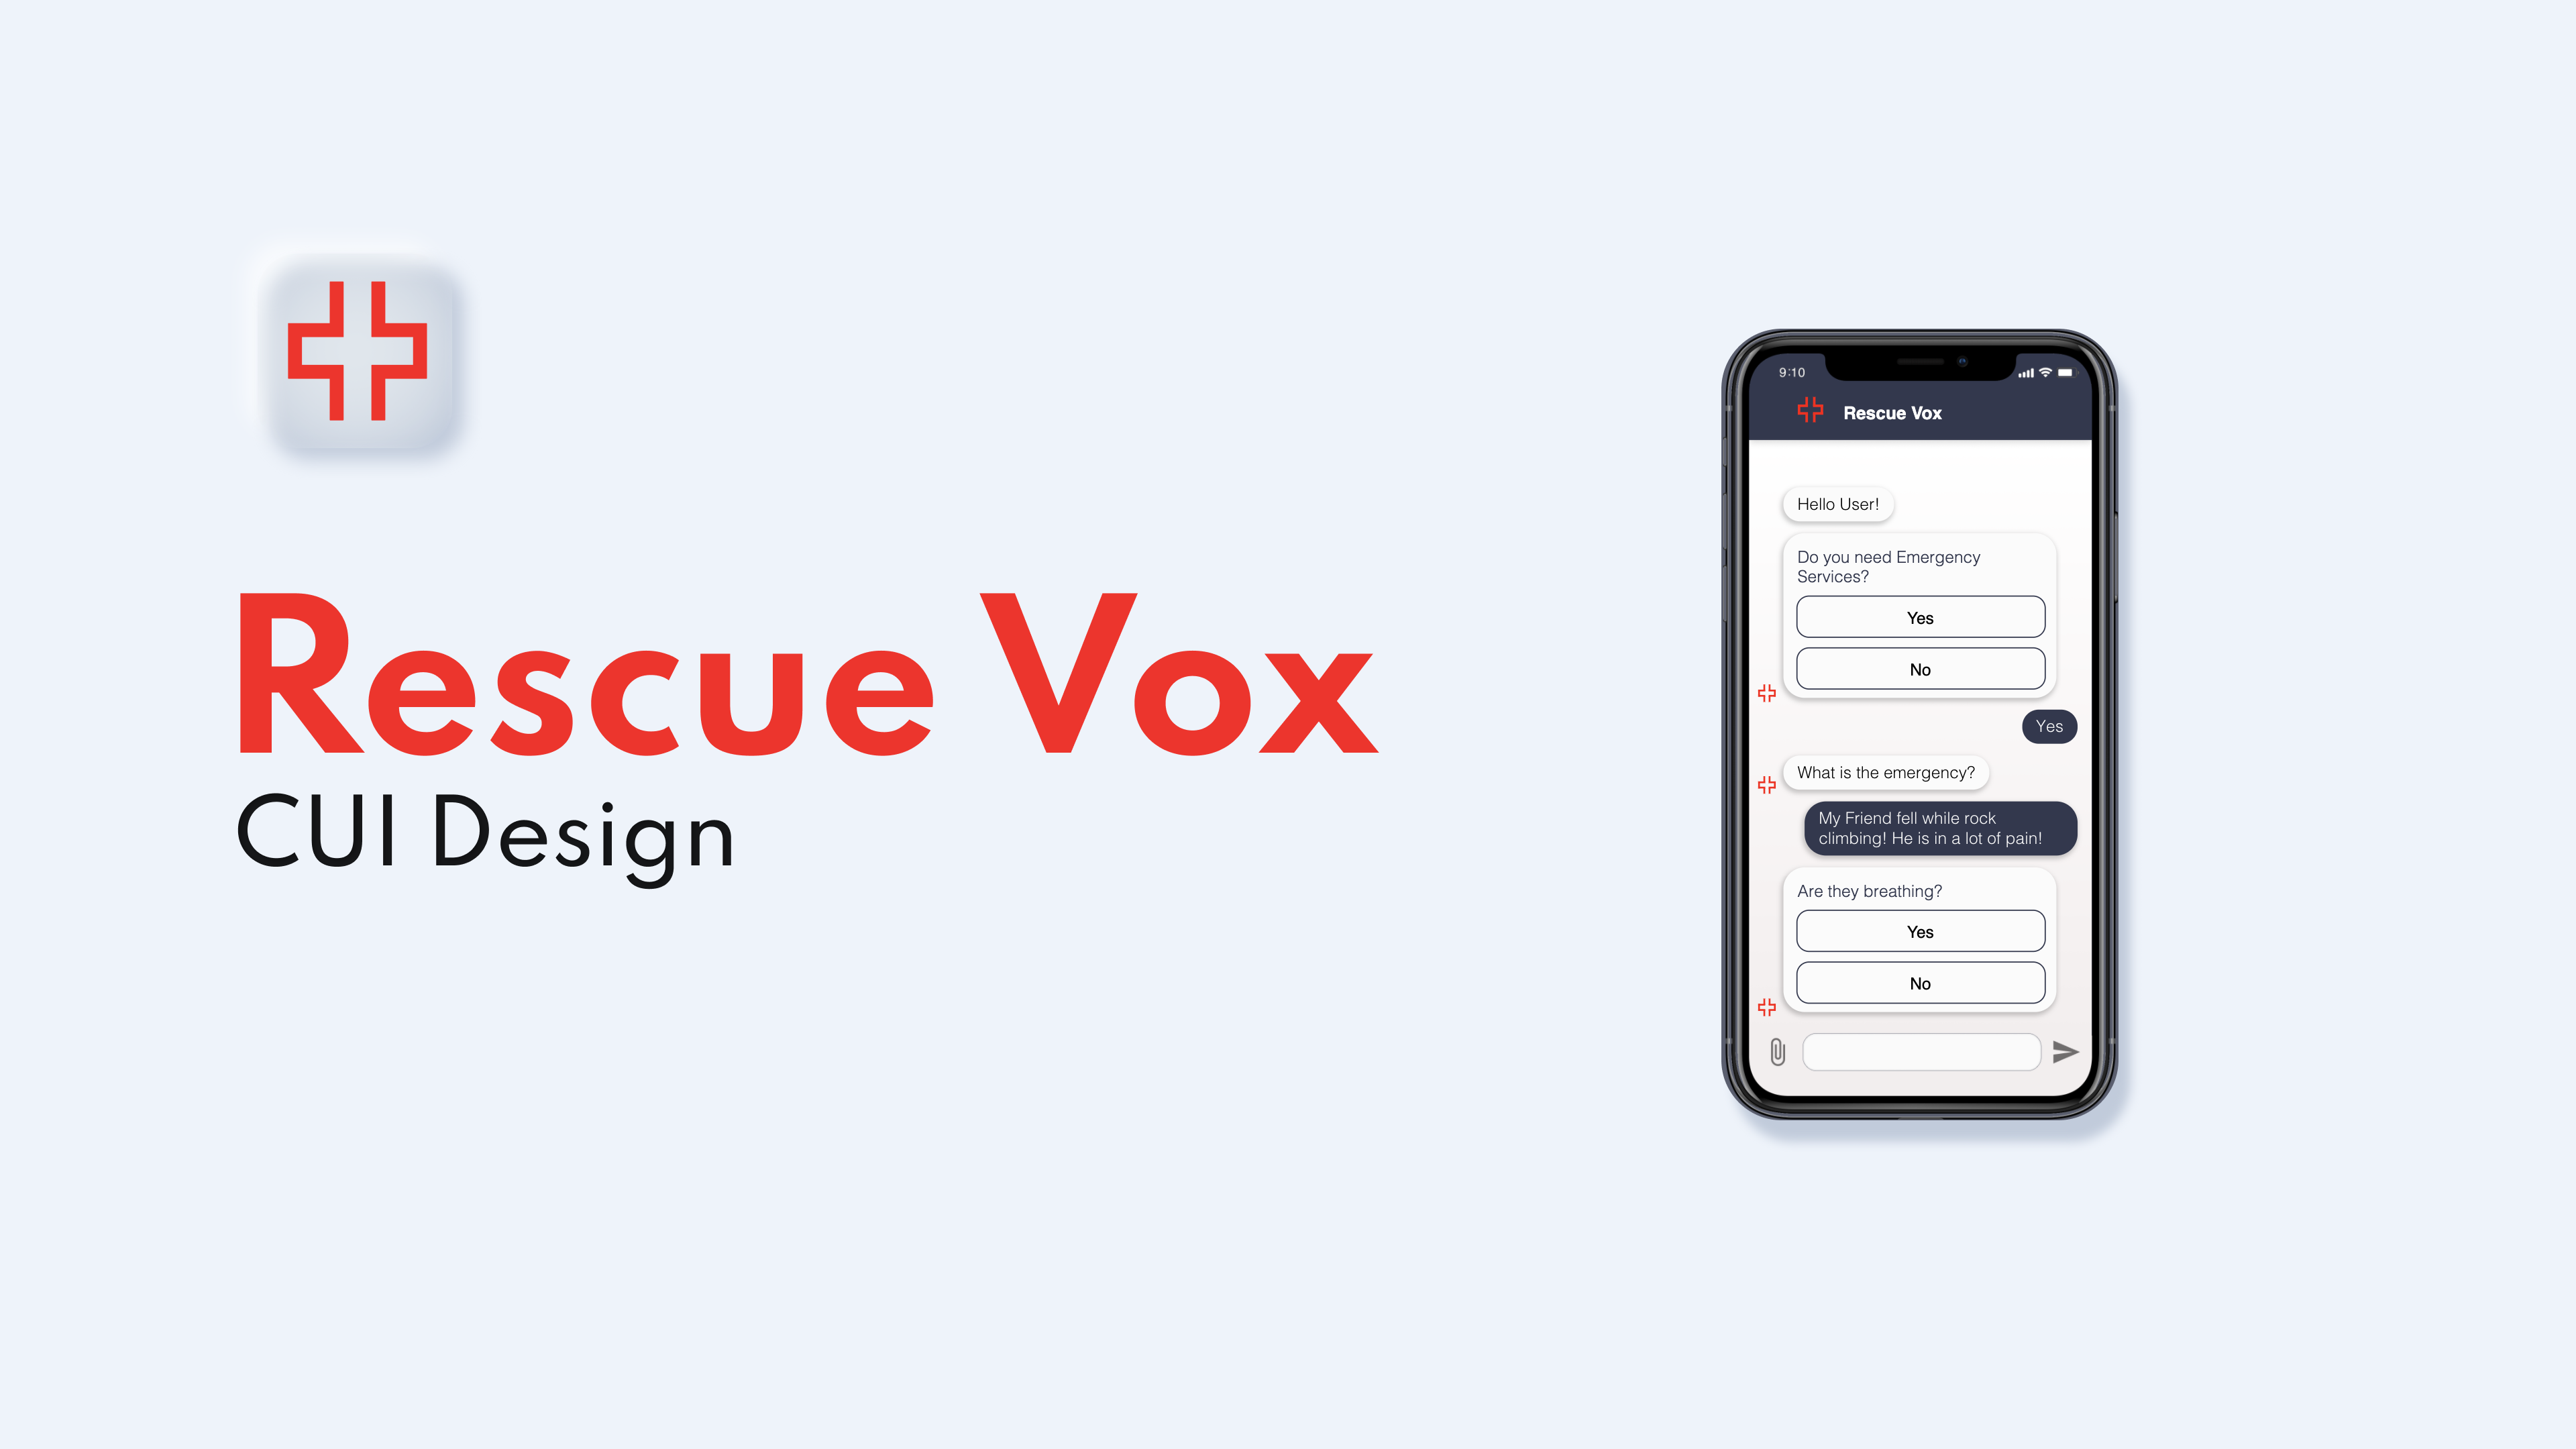 Rescue Vox
CUI Design
9:10
Rescue Vox
Hello User!
Do you need Emergency
Services?
Yes
No
Yes
What is the emergency?
My Friend fell while rock
climbing! He is in a lot of pain!
Are they breathing?
Yes
No